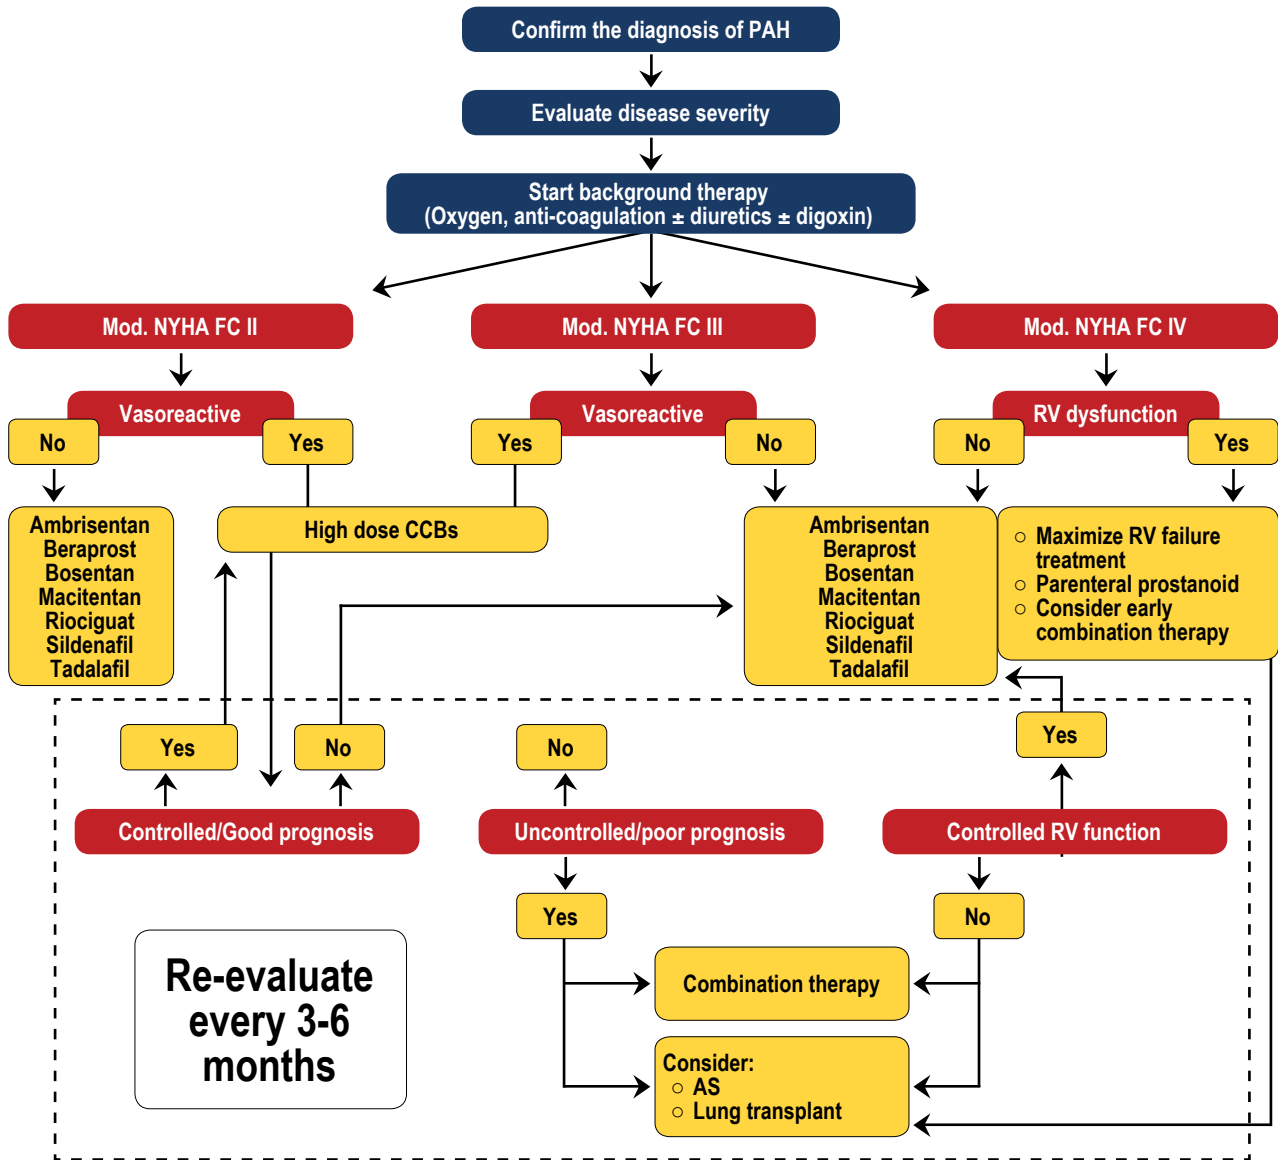 Confirm the diagnosis of PAH
Evaluate disease severity
Start background therapy
(Oxygen, anti-coagulation ± diuretics ± digoxin)
Mod. NYHA FC II
Mod. NYHA FC III
Mod. NYHA FC IV
Vasoreactive
Vasoreactive
RV dysfunction
No
Yes
Yes
No
No
Yes
Ambrisentan
Beraprost
Bosentan
Macitentan
Riociguat
Sildenafil
Tadalafil
High dose CCBs
Ambrisentan
Beraprost
Bosentan
Macitentan
Riociguat
Sildenafil
Tadalafil
○ Maximize RV failure
treatment
○ Parenteral prostanoid
○ Consider early
combination therapy
Yes
No
No
Yes
Controlled/Good prognosis
Uncontrolled/poor prognosis
Controlled RV function
Yes
No
Re-evaluate
every 3-6
months
Combination therapy
Consider:
○ AS
○ Lung transplant